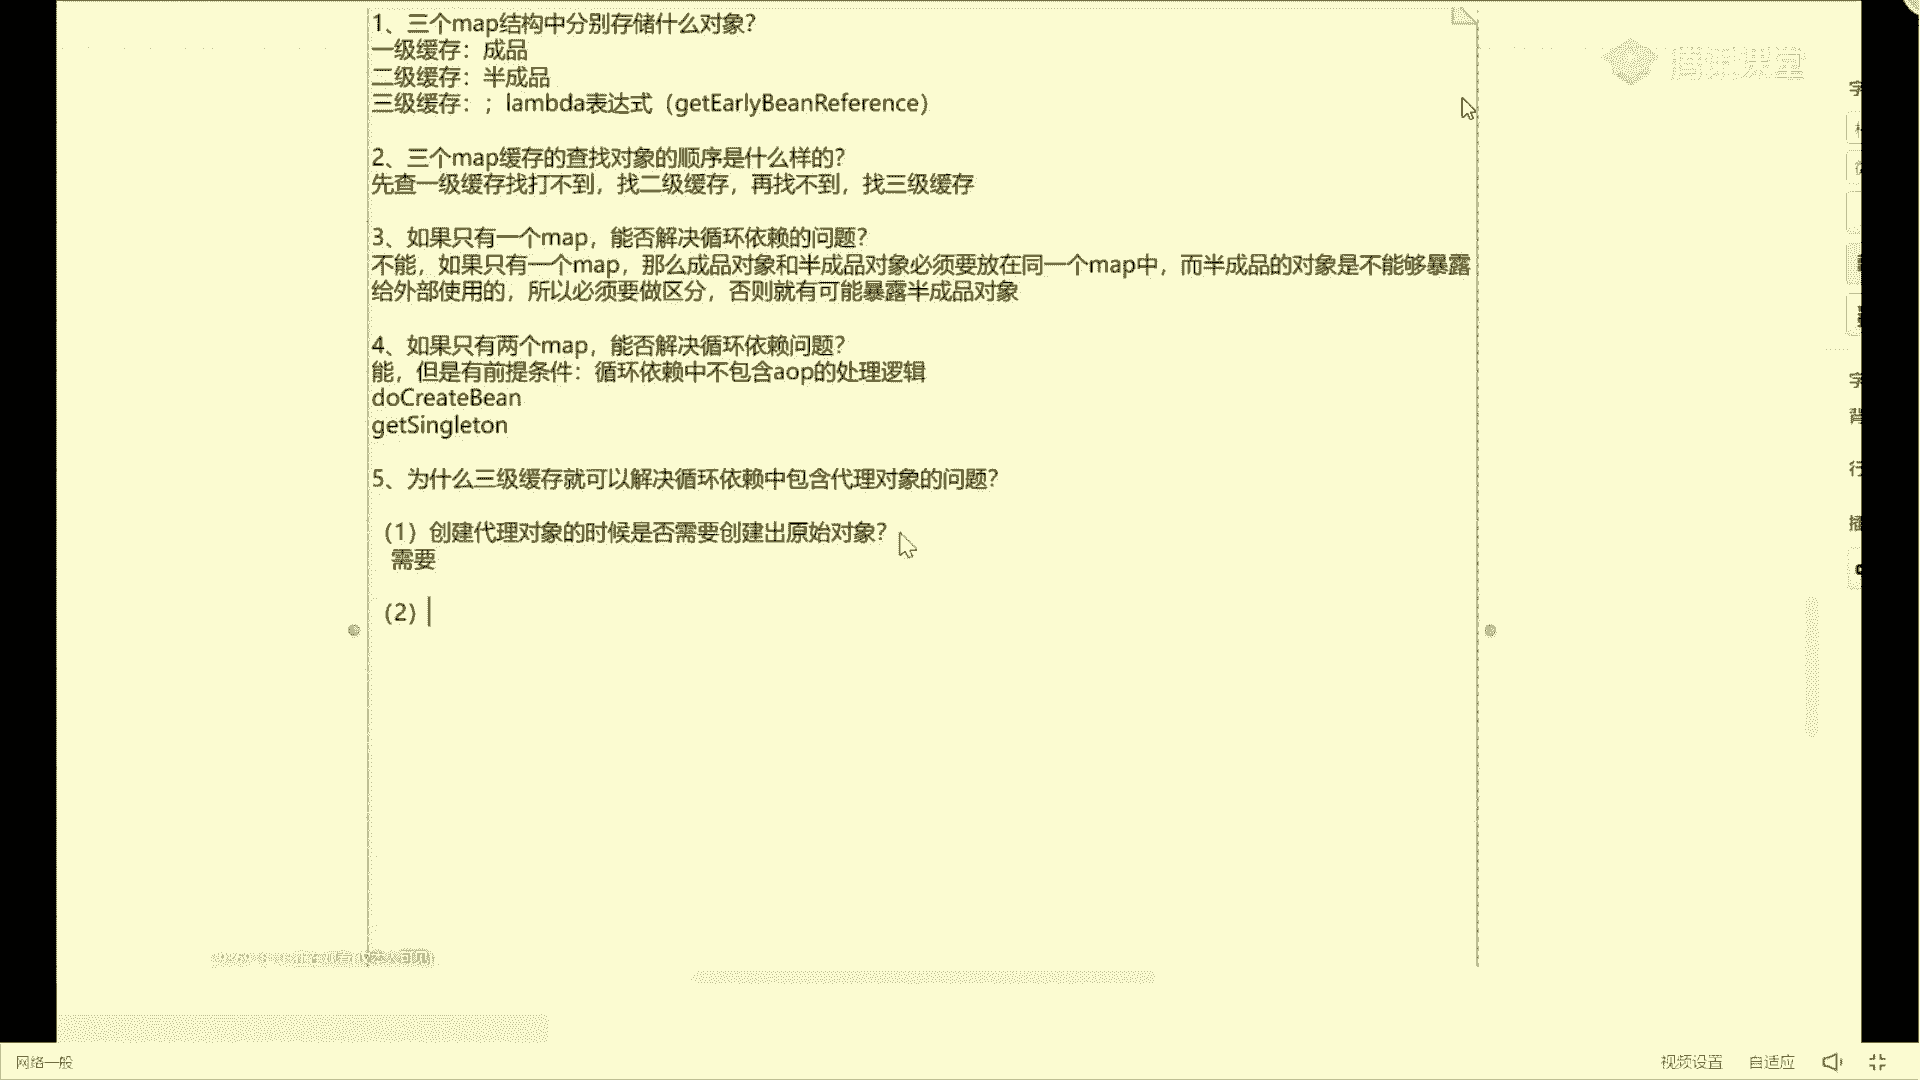 1、三个map结构中分别存储什么对象？
一级缓存：成品
二级缓存：半成品
三级缓存：；lambda表达式（getEarlyBeanReference）
2、三个map缓存的查找对象的顺序是什么样的？
先查一级缓存找打不到，找二级缓存，再找不到，找三级缓存
3、如果只有一个map，能否解决循环依赖的问题？
不能，如果只有一个map，那么成品对象和半成品对象必须要放在同一个map中，而半成品的对象是不能够暴露
给外部使用的，所以必须要做区分，否则就有可能暴露半成品对象
4、如果只有两个map，能否解决循环依赖问题？
能，但是有前提条件：循环依赖中不包含aop的处理逻辑
doCreateBean
getSingleton
5、为什么三级缓存就可以解决循环依赖中包含代理对象的问题？
（1）创建代理对象的时候是否需要创建出原始对象？
需要
（2）
腾讯课堂
网络一般
视频设置 自适应